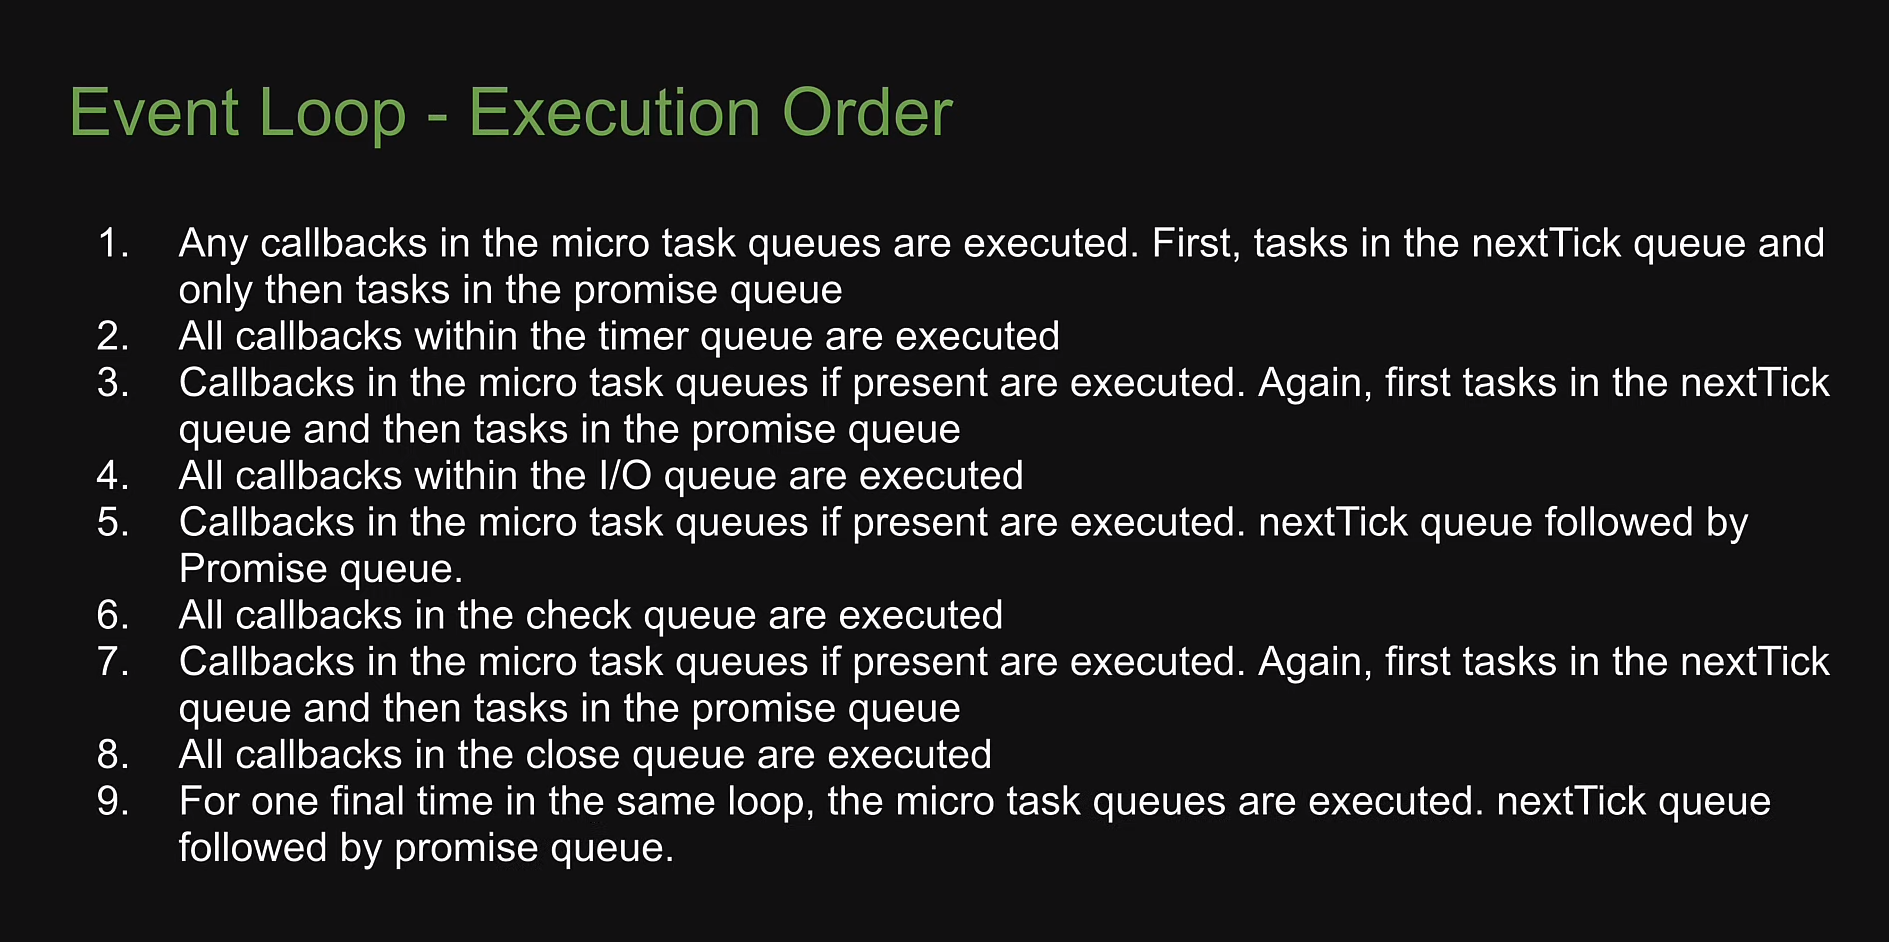 Event Loop - Execution Order
1. Any callbacks in the micro task queues are executed. First, tasks in the nextTick queue and
only then tasks in the promise queue
2. All callbacks within the timer queue are executed
3. Callbacks in the micro task queues if present are executed. Again, first tasks in the nextTick
queue and then tasks in the promise queue
4. All callbacks within the I/O queue are executed
5. Callbacks in the micro task queues if present are executed. nextTick queue followed by
Promise queue.
6. All callbacks in the check queue are executed
7. Callbacks in the micro task queues if present are executed. Again, first tasks in the nextTick
queue and then tasks in the promise queue
8. All callbacks in the close queue are executed
9. For one final time in the same loop, the micro task queues are executed. nextTick queue
followed by promise queue.